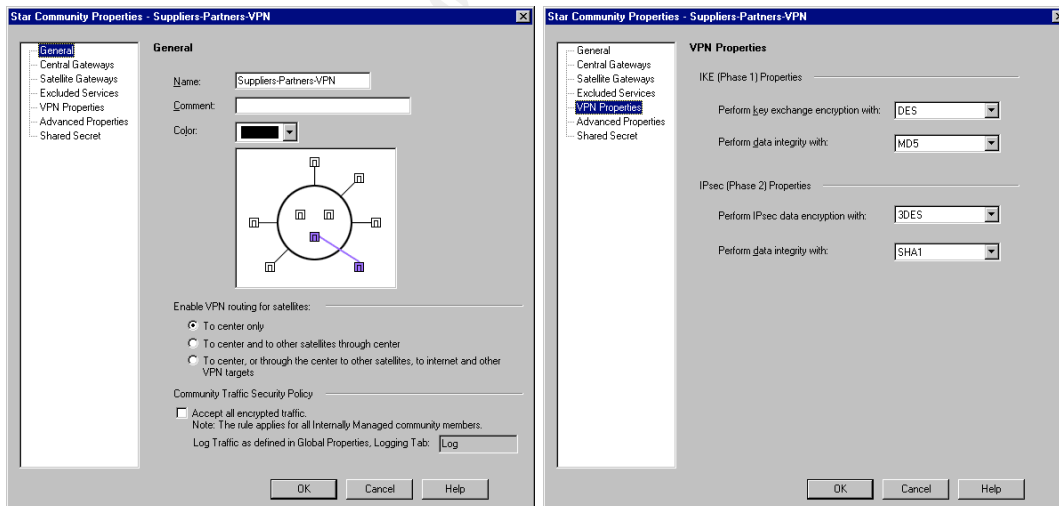 Star Community Properties - Suppliers-Partners-VPN
General
Central Gateways
Satellite Gateways
Excluded Services
VPN Properties
Advanced Properties
Shared Secret
General
Name:
Suppliers-Partners-VPN
Comment:
Color:
Enable VPN routing for satellites:
To center only
To center and to other satellites through center
To center, or through the center to other satellites, to internet and other
VPN targets
Community Traffic Security Policy
Accept all encrypted traffic.
Note: The rule applies for all Internally Managed community members.
Log Traffic as defined in Global Properties, Logging Tab:
Log
OK
Cancel
Help
Star Community Properties - Suppliers-Partners-VPN
General
Central Gateways
Satellite Gateways
Excluded Services
VPN Properties
Advanced Properties
Shared Secret
VPN Properties
IKE (Phase 1) Properties
Perform key exchange encryption with:
DES
Perform data integrity with:
MD5
IPsec (Phase 2) Properties
Perform IPsec data encryption with:
3DES
Perform data integrity with:
SHA1
OK
Cancel
Help